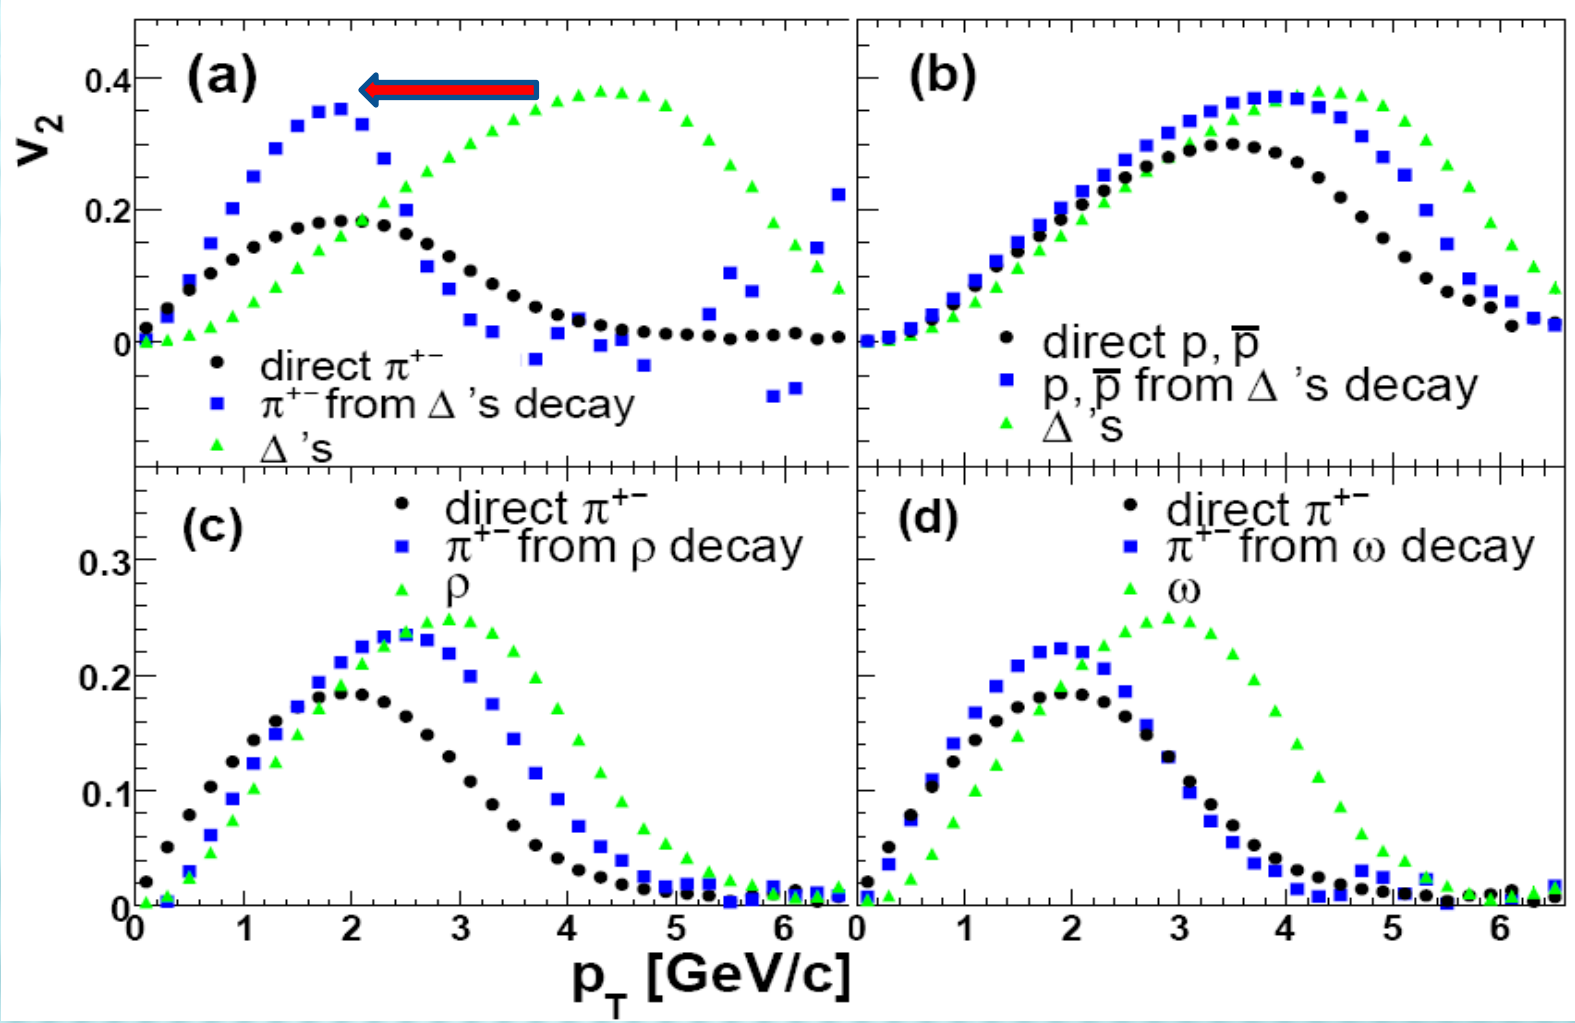 v2
(a)
0.4
0.2
0
direct π+−
π+− from Δ 's decay
Δ 's
(b)
direct p, p̅
p, p̅ from Δ 's decay
Δ 's
(c)
0.3
0.2
0.1
0
direct π+−
π+− from ρ decay
ρ
(d)
direct π+−
π+− from ω decay
ω
0 1 2 3 4 5 6 0 1 2 3 4 5 6
pT [GeV/c]